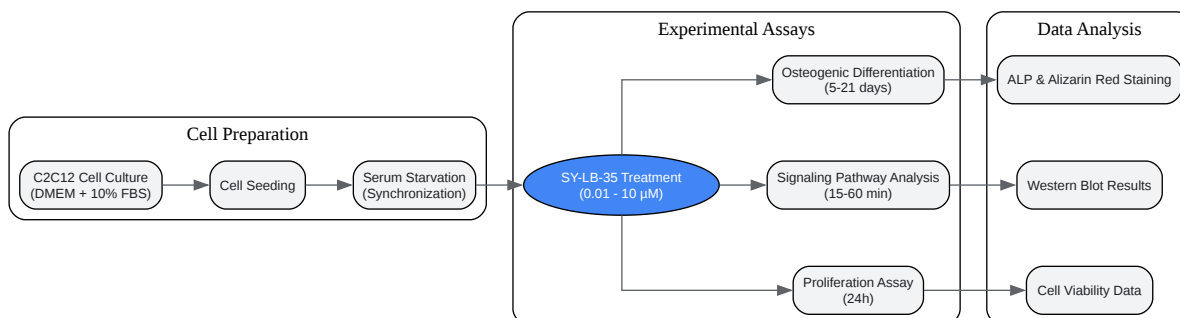 Cell Preparation
C2C12 Cell Culture
(DMEM + 10% FBS)
Cell Seeding
Serum Starvation
(Synchronization)
Experimental Assays
SY-LB-35 Treatment
(0.01 - 10 µM)
Osteogenic Differentiation
(5-21 days)
Signaling Pathway Analysis
(15-60 min)
Proliferation Assay
(24h)
Data Analysis
ALP & Alizarin Red Staining
Western Blot Results
Cell Viability Data